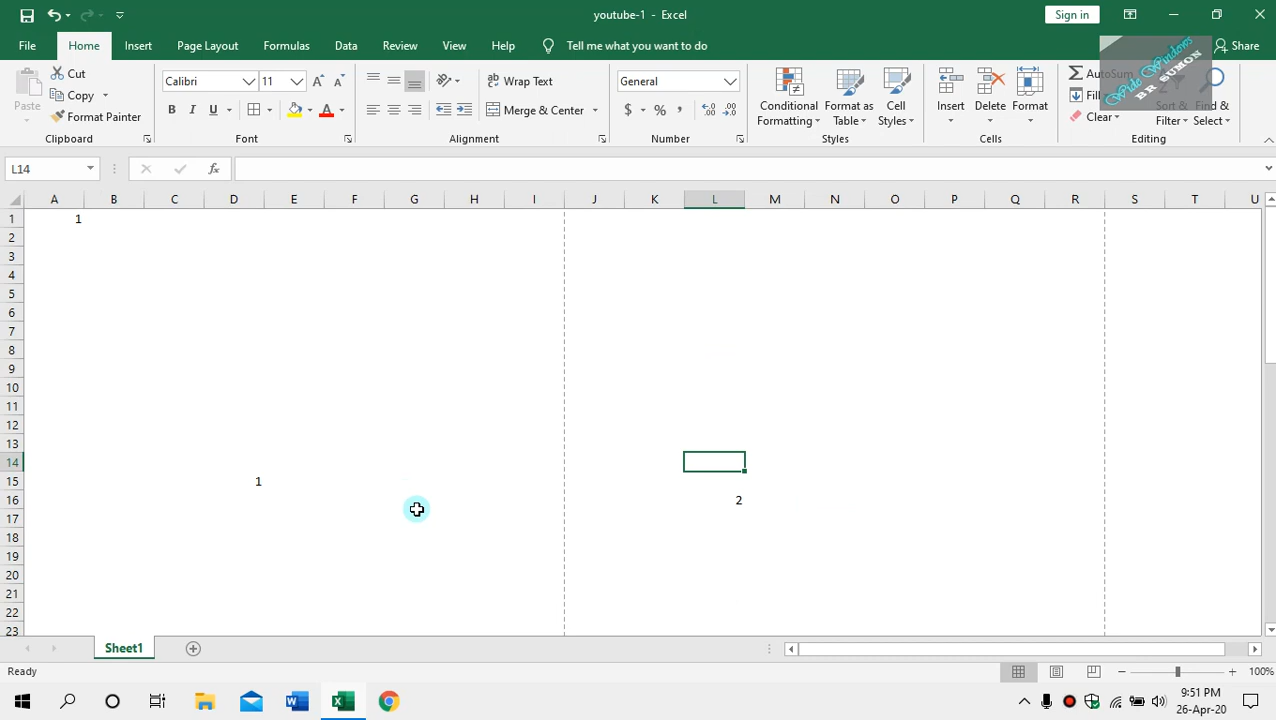 youtube-1 - Excel
Sign in
File Home Insert Page Layout Formulas Data Review View Help Tell me what you want to do Share
Paste
Cut
Copy
Format Painter
Clipboard
Calibri 11
B I U
Font
Wrap Text
Merge & Center
Alignment
General
$ % ,
Number
Conditional Formatting
Format as Table
Cell Styles
Styles
Insert
Delete
Format
Cells
AutoSum
Fill
Clear
Sort & Filter
Find & Select
Editing
Wide Windows
BR SUMON
L14
fx
A B C D E F G H I J K L M N O P Q R S T U
1 1
2
3
4
5
6
7
8
9
10
11
12
13
14
15 1
16 2
17
18
19
20
21
22
23
Sheet1
Ready
100%
9:51 PM
26-Apr-20